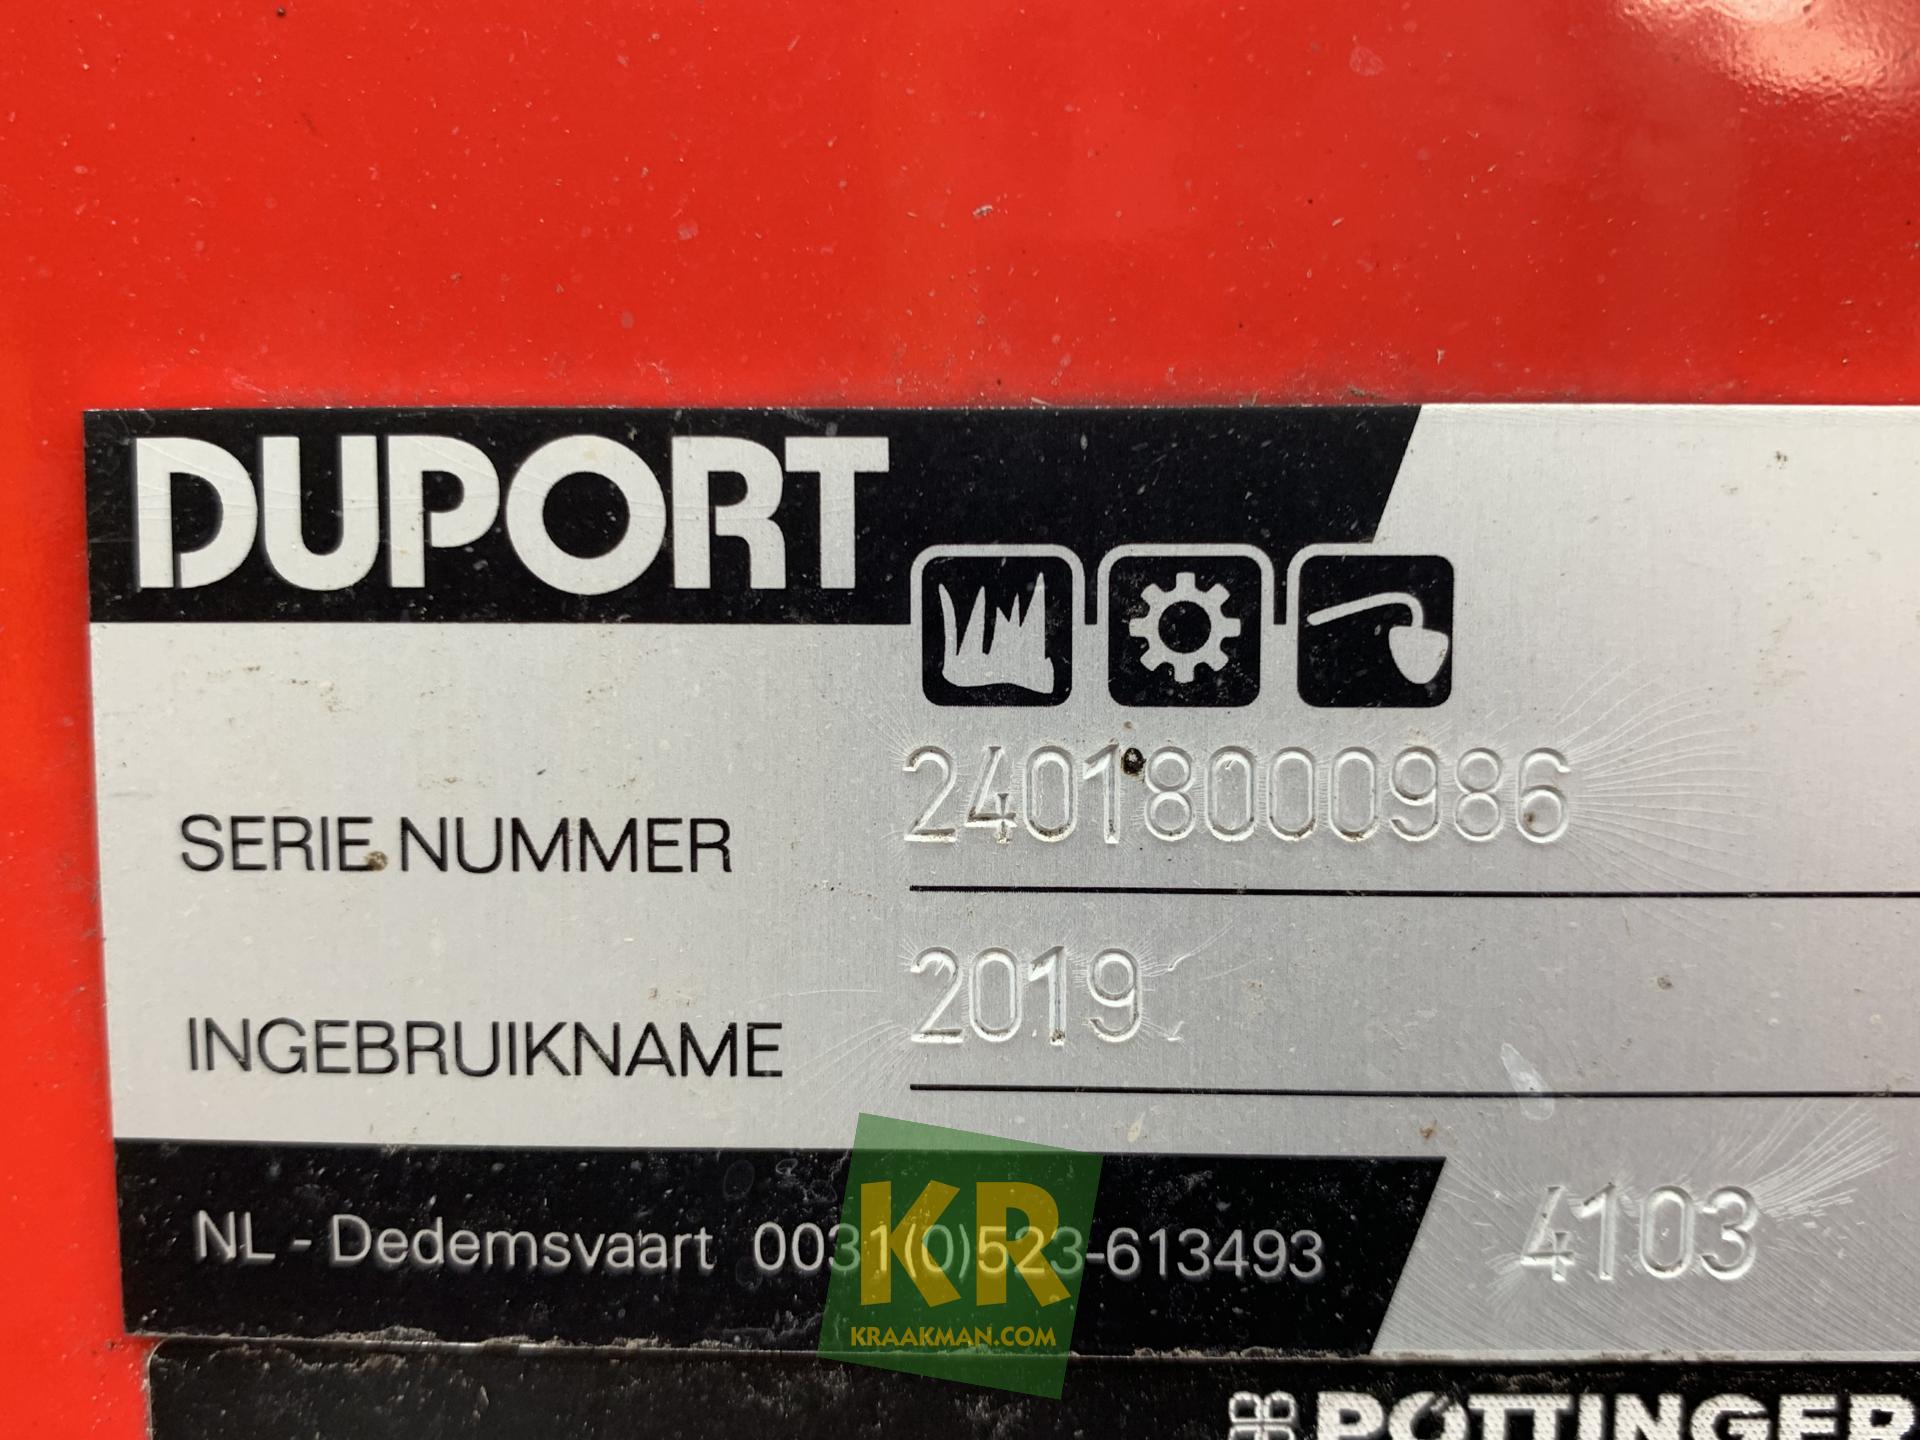 DUPORT
SERIE NUMMER 24018000986
INGEBRUIKNAME 2019
NL - Dedemsvaart 0031(0)523-613493
4103
KR
KRAAKMAN.COM
PÖTTINGER